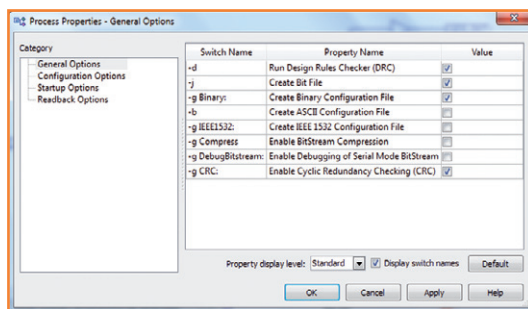 Process Properties - General Options
Category
General Options
Configuration Options
Startup Options
Readback Options
Switch Name Property Name Value
-d Run Design Rules Checker (DRC)
-j Create Bit File
-g Binary: Create Binary Configuration File
-b Create ASCII Configuration File
-g IEEE1532: Create IEEE 1532 Configuration File
-g Compress Enable BitStream Compression
-g DebugBitstream: Enable Debugging of Serial Mode BitStream
-g CRC: Enable Cyclic Redundancy Checking (CRC)
Property display level: Standard Display switch names Default
OK Cancel Apply Help